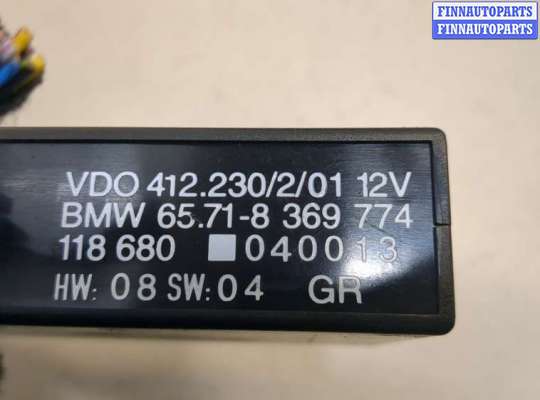 FINNAUTOPARTS
FINNAUTOPARTS
VDO 412.230/2/01 12V
BMW 65.71-8 369 774
118 680 040013
HW: 08 SW: 04 GR